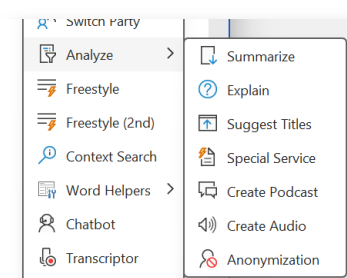 Switch Party
Analyze
Freestyle
Freestyle (2nd)
Context Search
Word Helpers
Chatbot
Transcriptor
Summarize
Explain
Suggest Titles
Special Service
Create Podcast
Create Audio
Anonymization